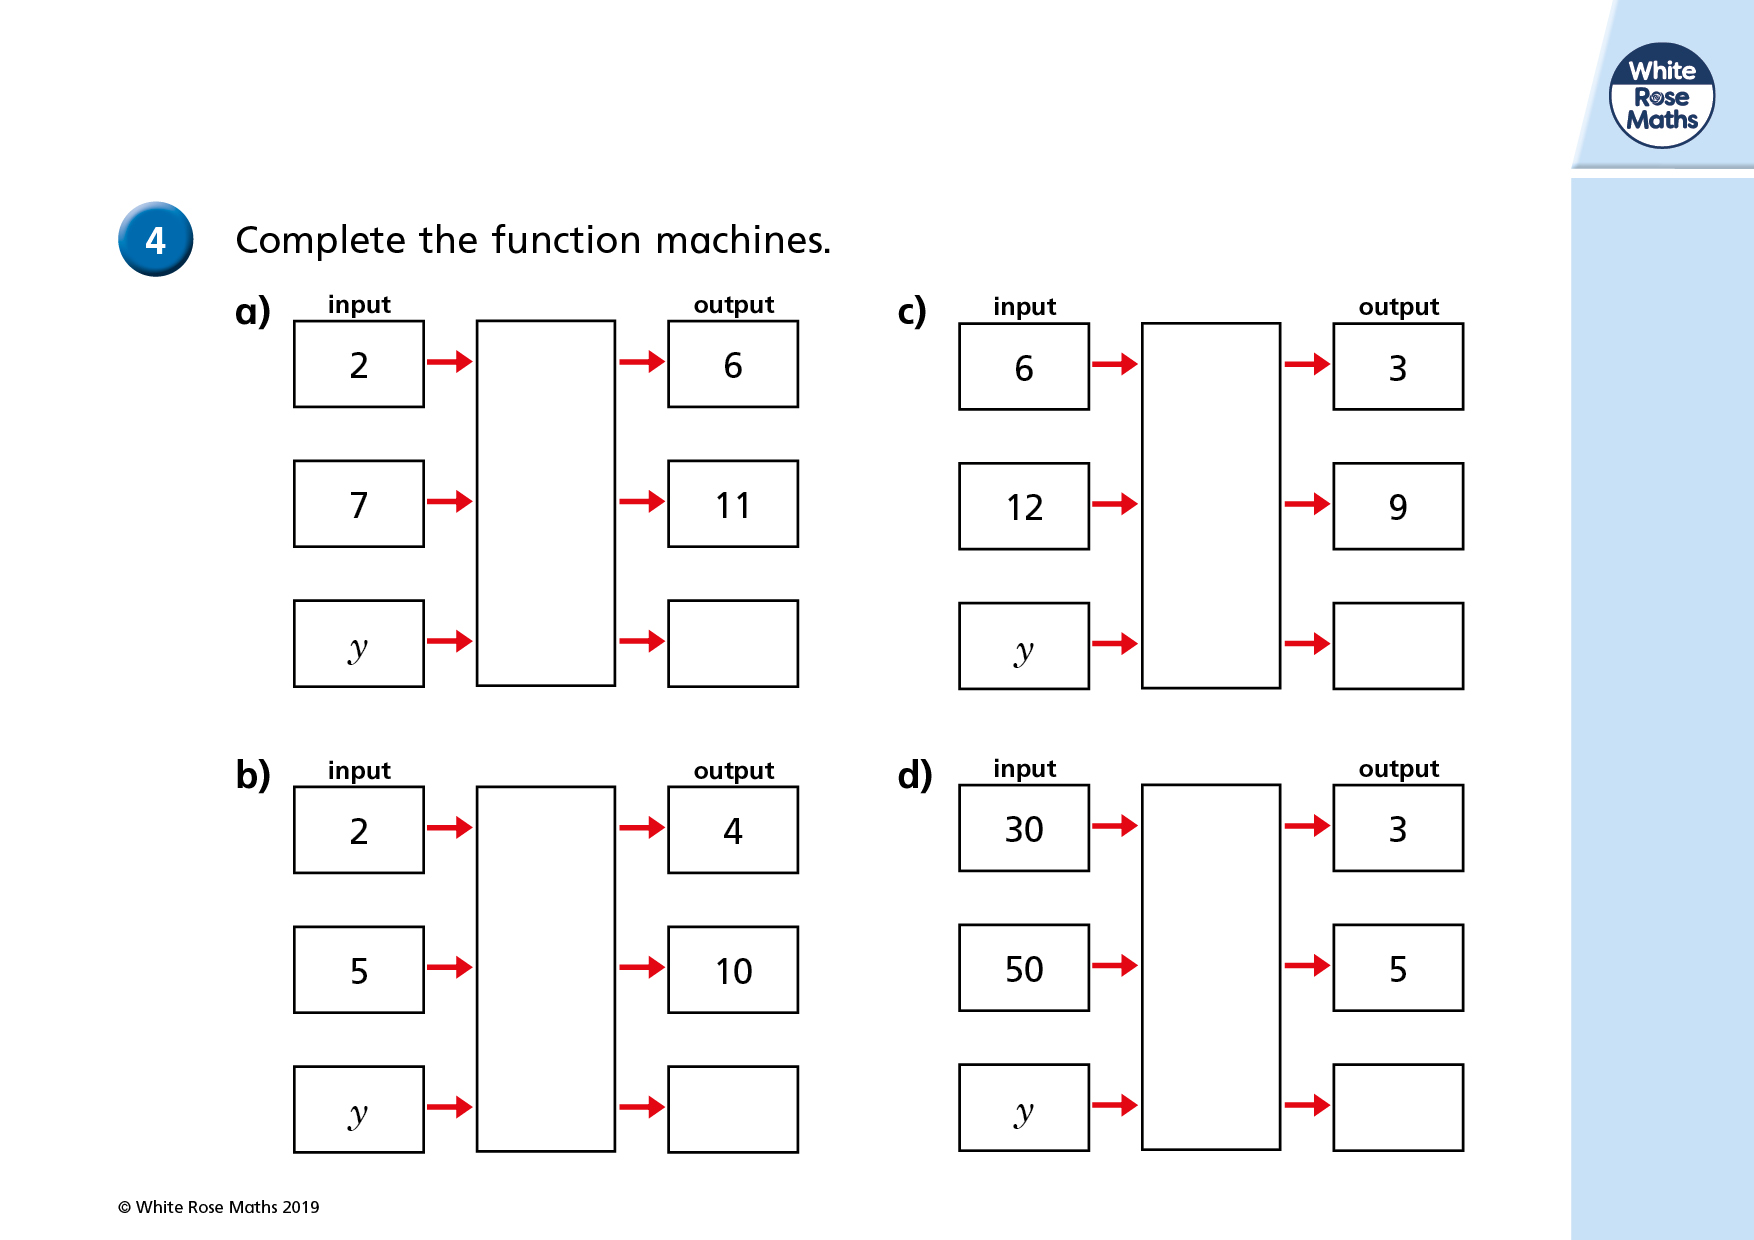 White
Rose
Maths
4 Complete the function machines.
a) input output
2 6
7 11
y
b) input output
2 4
5 10
y
c) input output
6 3
12 9
y
d) input output
30 3
50 5
y
© White Rose Maths 2019